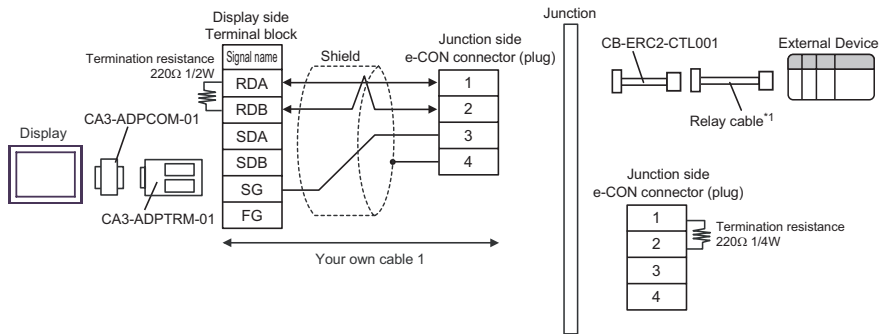 Display side
Terminal block
Junction
Termination resistance
220Ω 1/2W
Signal name
Shield
Junction side
e-CON connector (plug)
CB-ERC2-CTL001
External Device
RDA
1
RDB
2
SDA
3
SDB
4
SG
FG
Display
CA3-ADPCOM-01
CA3-ADPTRM-01
Your own cable 1
Relay cable*1
Junction side
e-CON connector (plug)
1
2
3
4
Termination resistance
220Ω 1/4W